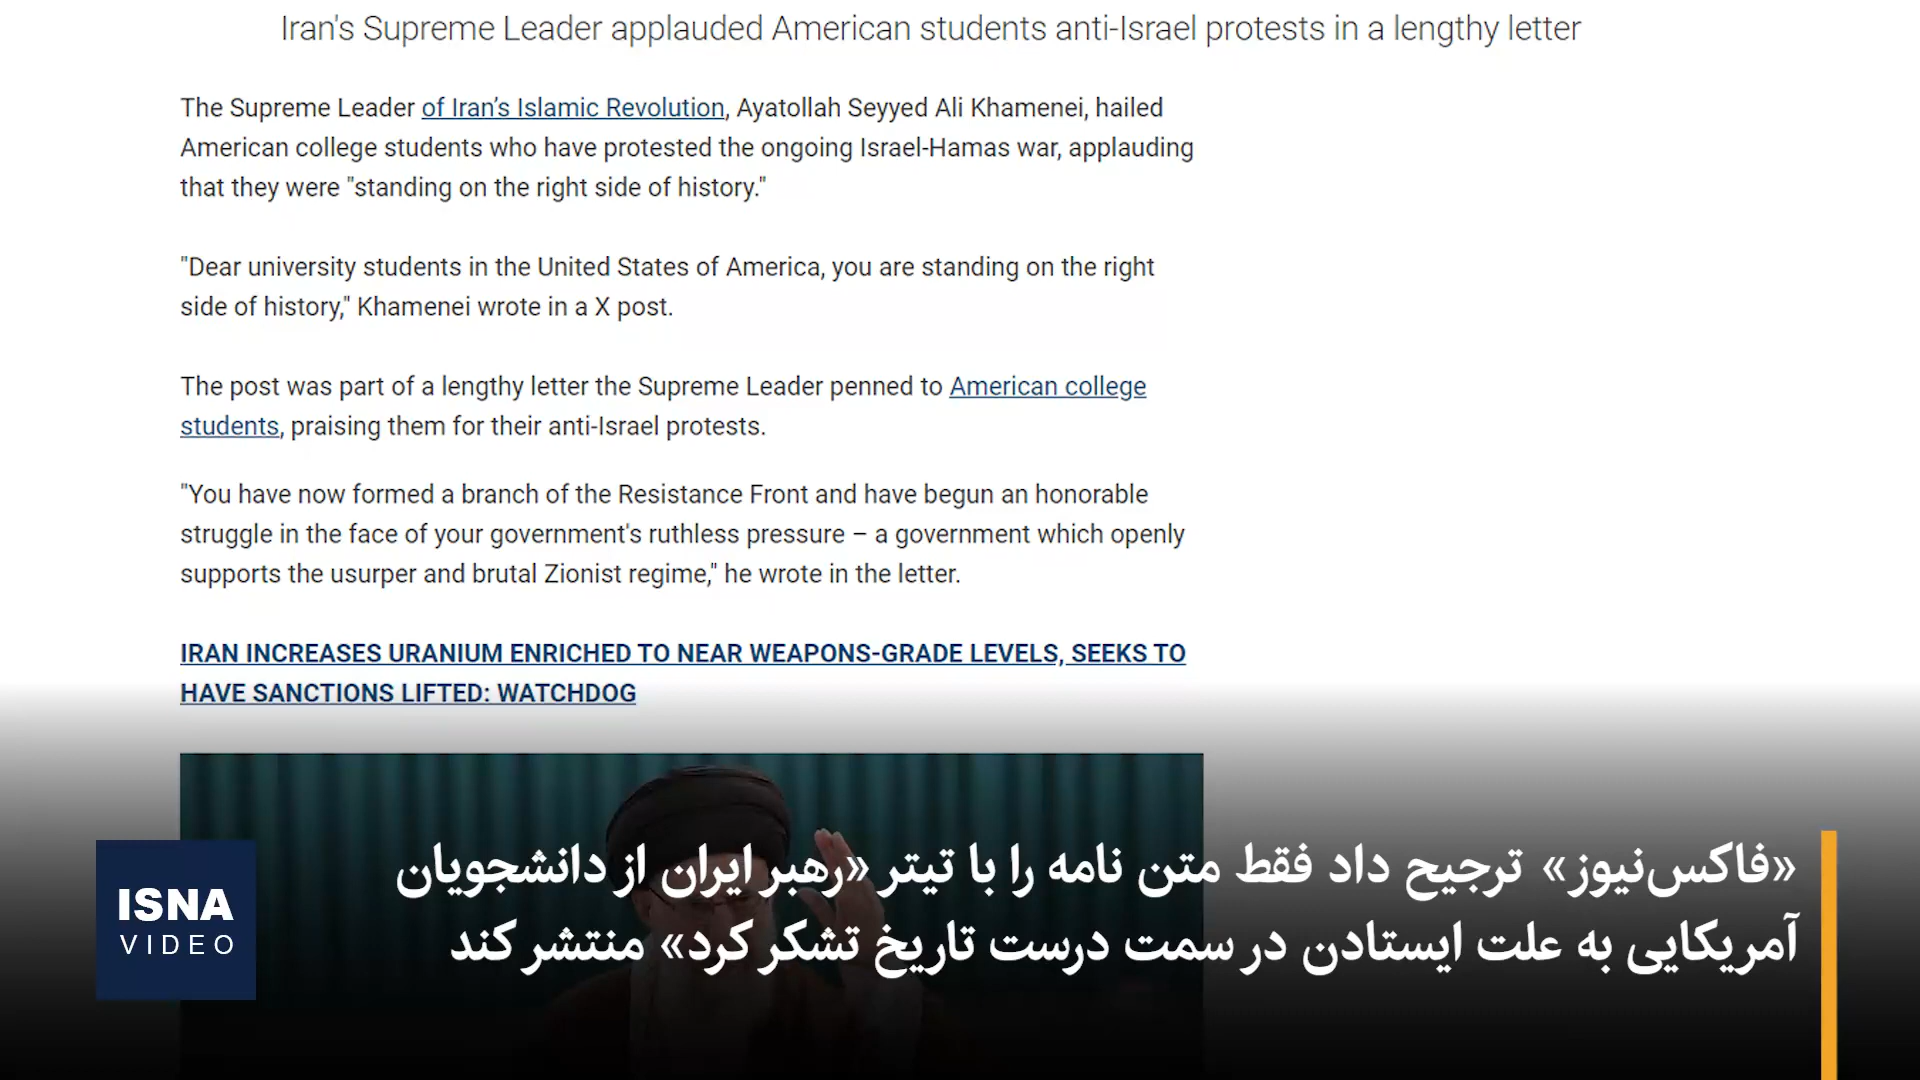 Iran's Supreme Leader applauded American students anti-Israel protests in a lengthy letter
The Supreme Leader of Iran’s Islamic Revolution, Ayatollah Seyyed Ali Khamenei, hailed
American college students who have protested the ongoing Israel-Hamas war, applauding
that they were "standing on the right side of history."
"Dear university students in the United States of America, you are standing on the right
side of history," Khamenei wrote in a X post.
The post was part of a lengthy letter the Supreme Leader penned to American college
students, praising them for their anti-Israel protests.
"You have now formed a branch of the Resistance Front and have begun an honorable
struggle in the face of your government's ruthless pressure – a government which openly
supports the usurper and brutal Zionist regime," he wrote in the letter.
IRAN INCREASES URANIUM ENRICHED TO NEAR WEAPONS-GRADE LEVELS, SEEKS TO
HAVE SANCTIONS LIFTED: WATCHDOG
«فاکس‌نیوز» ترجیح داد فقط متن نامه را با تیتر «رهبر ایران از دانشجویان
آمریکایی به علت ایستادن در سمت درست تاریخ تشکر کرد» منتشر کند
ISNA
VIDEO